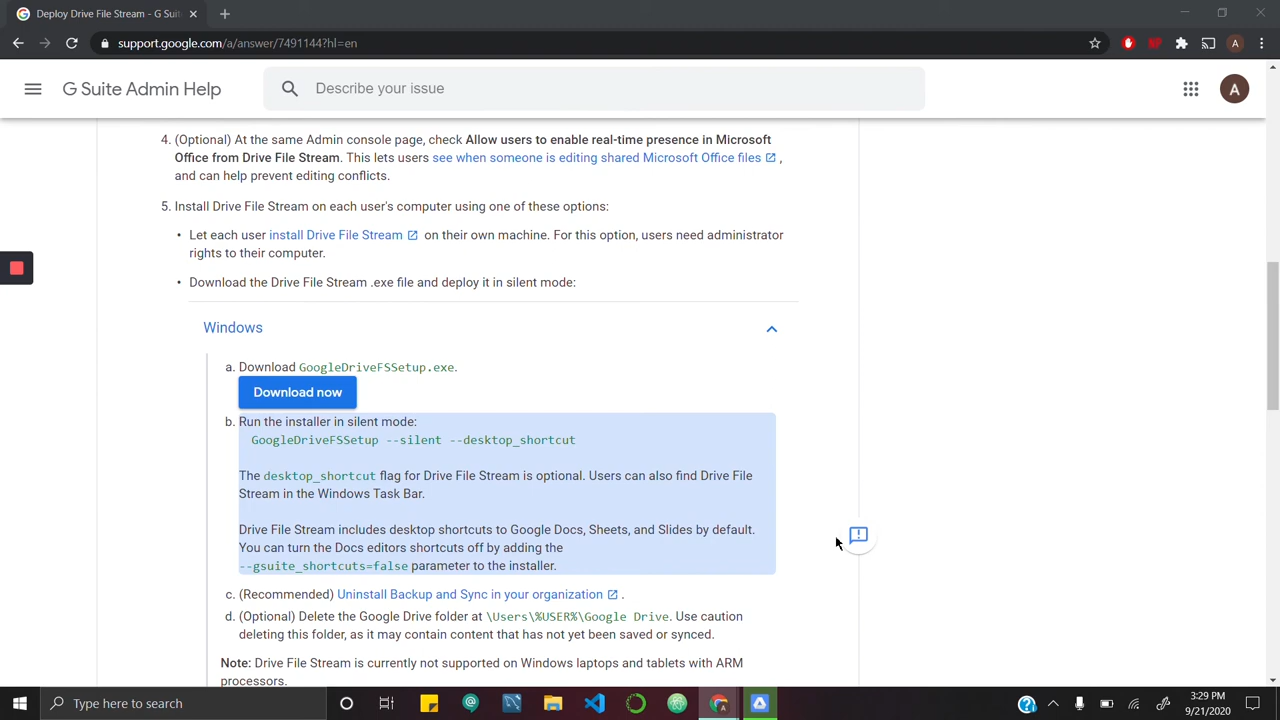 Deploy Drive File Stream - G Suit
support.google.com/a/answer/7491144?hl=en
A
G Suite Admin Help
Describe your issue
A
4. (Optional) At the same Admin console page, check Allow users to enable real-time presence in Microsoft
Office from Drive File Stream. This lets users see when someone is editing shared Microsoft Office files ,
and can help prevent editing conflicts.
5. Install Drive File Stream on each user's computer using one of these options:
• Let each user install Drive File Stream on their own machine. For this option, users need administrator
rights to their computer.
• Download the Drive File Stream .exe file and deploy it in silent mode:
Windows
a. Download GoogleDriveFSSetup.exe.
Download now
b. Run the installer in silent mode:
GoogleDriveFSSetup --silent --desktop_shortcut
The desktop_shortcut flag for Drive File Stream is optional. Users can also find Drive File
Stream in the Windows Task Bar.
Drive File Stream includes desktop shortcuts to Google Docs, Sheets, and Slides by default.
You can turn the Docs editors shortcuts off by adding the
--gsuite_shortcuts=false parameter to the installer.
c. (Recommended) Uninstall Backup and Sync in your organization .
d. (Optional) Delete the Google Drive folder at \Users\%USER%\Google Drive. Use caution
deleting this folder, as it may contain content that has not yet been saved or synced.
Note: Drive File Stream is currently not supported on Windows laptops and tablets with ARM
processors.
Type here to search
3:29 PM
9/21/2020